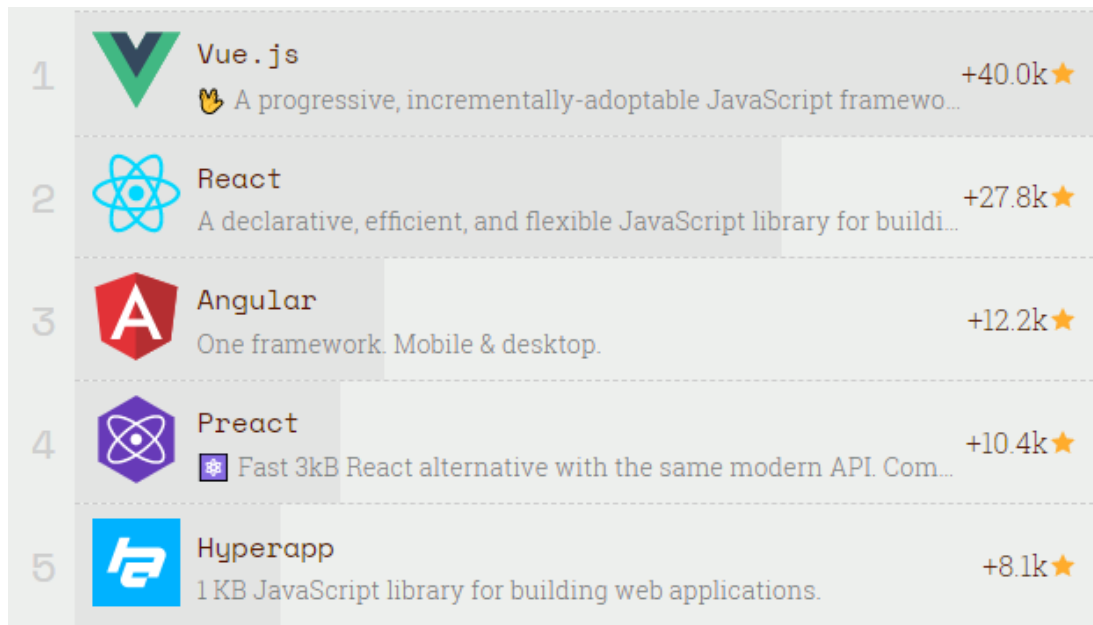 1
Vue.js
🖖 A progressive, incrementally-adoptable JavaScript framewo...
+40.0k
2
React
A declarative, efficient, and flexible JavaScript library for buildi...
+27.8k
3
Angular
One framework. Mobile & desktop.
+12.2k
4
Preact
⚛️ Fast 3kB React alternative with the same modern API. Com...
+10.4k
5
Hyperapp
1 KB JavaScript library for building web applications.
+8.1k